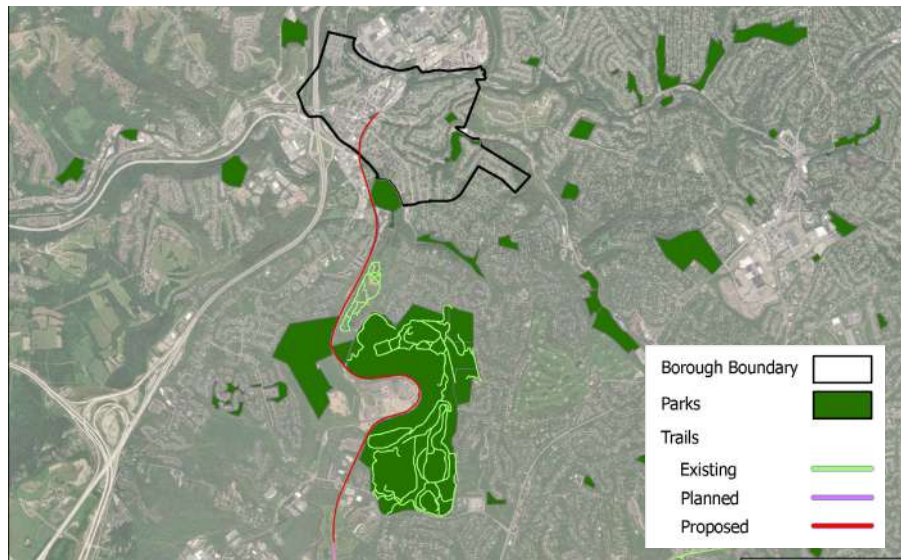 Borough Boundary
Parks
Trails
Existing
Planned
Proposed